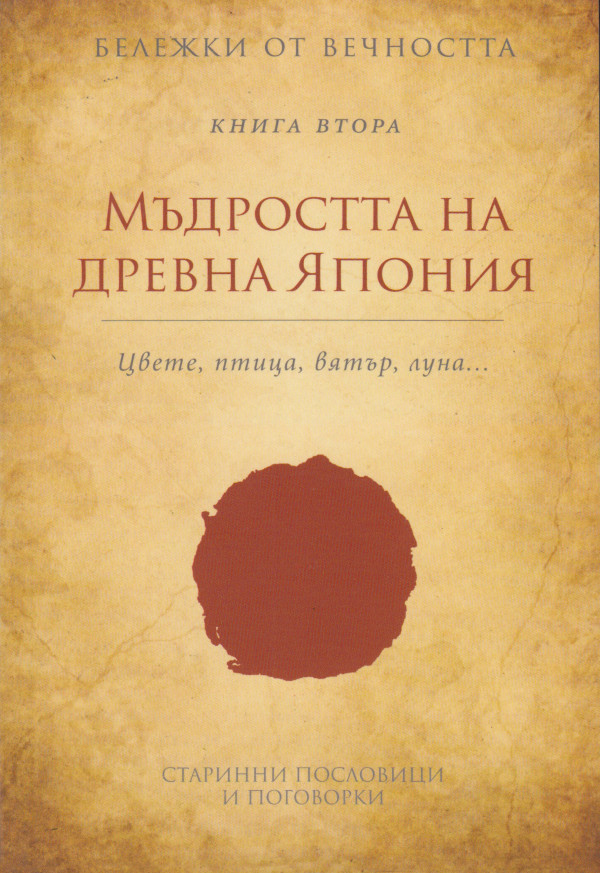 БЕЛЕЖКИ ОТ ВЕЧНОСТТА
КНИГА ВТОРА
МЪДРОСТТА НА
ДРЕВНА ЯПОНИЯ
Цвете, птица, вятър, луна...
СТАРИННИ ПОСЛОВИЦИ
И ПОГОВОРКИ